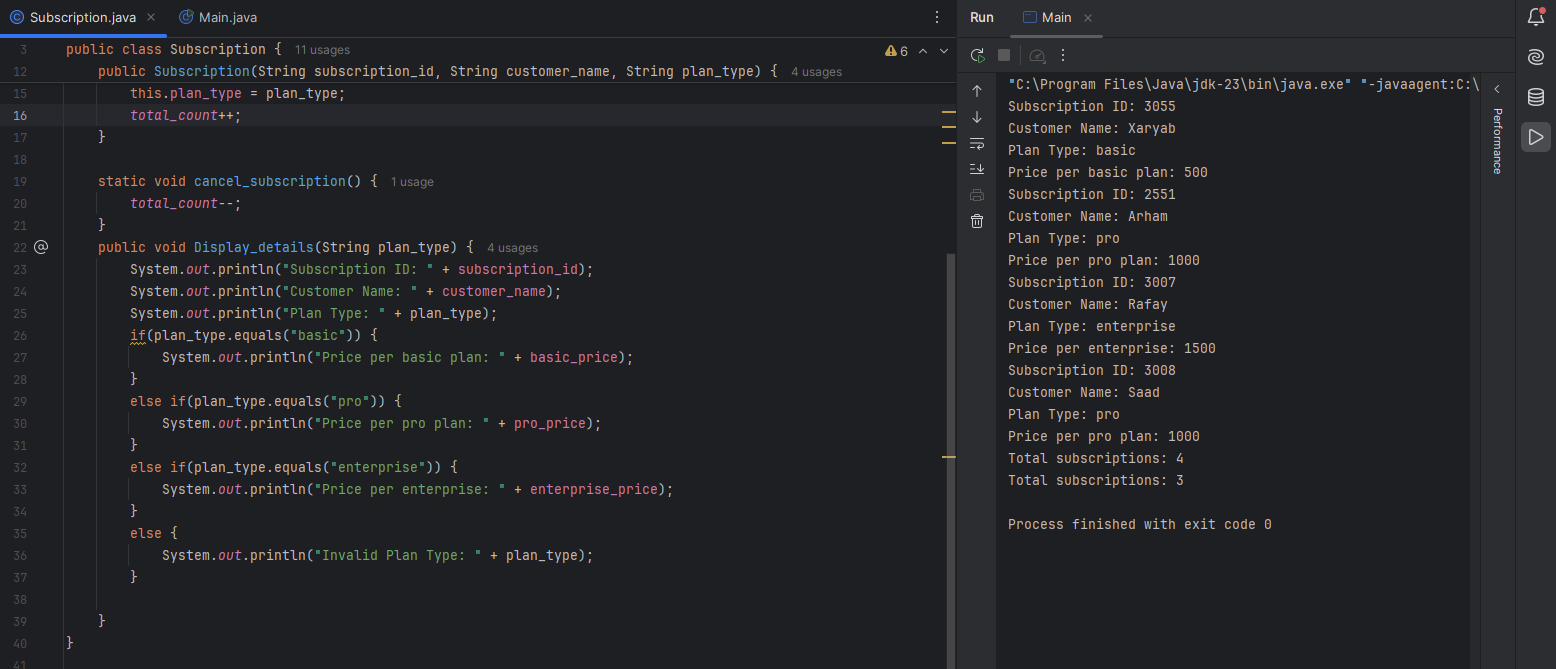 Subscription.java
Main.java
3 public class Subscription { 11 usages
6
12 public Subscription(String subscription_id, String customer_name, String plan_type) { 4 usages
15 this.plan_type = plan_type;
16 total_count++;
17 }
18
19 static void cancel_subscription() { 1 usage
20 total_count--;
21 }
22 @ public void Display_details(String plan_type) { 4 usages
23 System.out.println("Subscription ID: " + subscription_id);
24 System.out.println("Customer Name: " + customer_name);
25 System.out.println("Plan Type: " + plan_type);
26 if(plan_type.equals("basic")) {
27 System.out.println("Price per basic plan: " + basic_price);
28 }
29 else if(plan_type.equals("pro")) {
30 System.out.println("Price per pro plan: " + pro_price);
31 }
32 else if(plan_type.equals("enterprise")) {
33 System.out.println("Price per enterprise: " + enterprise_price);
34 }
35 else {
36 System.out.println("Invalid Plan Type: " + plan_type);
37 }
38
39 }
40 }
41
Run
Main
"C:\Program Files\Java\jdk-23\bin\java.exe" "-javaagent:C:\
Subscription ID: 3055
Customer Name: Xaryab
Plan Type: basic
Price per basic plan: 500
Subscription ID: 2551
Customer Name: Arham
Plan Type: pro
Price per pro plan: 1000
Subscription ID: 3007
Customer Name: Rafay
Plan Type: enterprise
Price per enterprise: 1500
Subscription ID: 3008
Customer Name: Saad
Plan Type: pro
Price per pro plan: 1000
Total subscriptions: 4
Total subscriptions: 3
Process finished with exit code 0
Performance